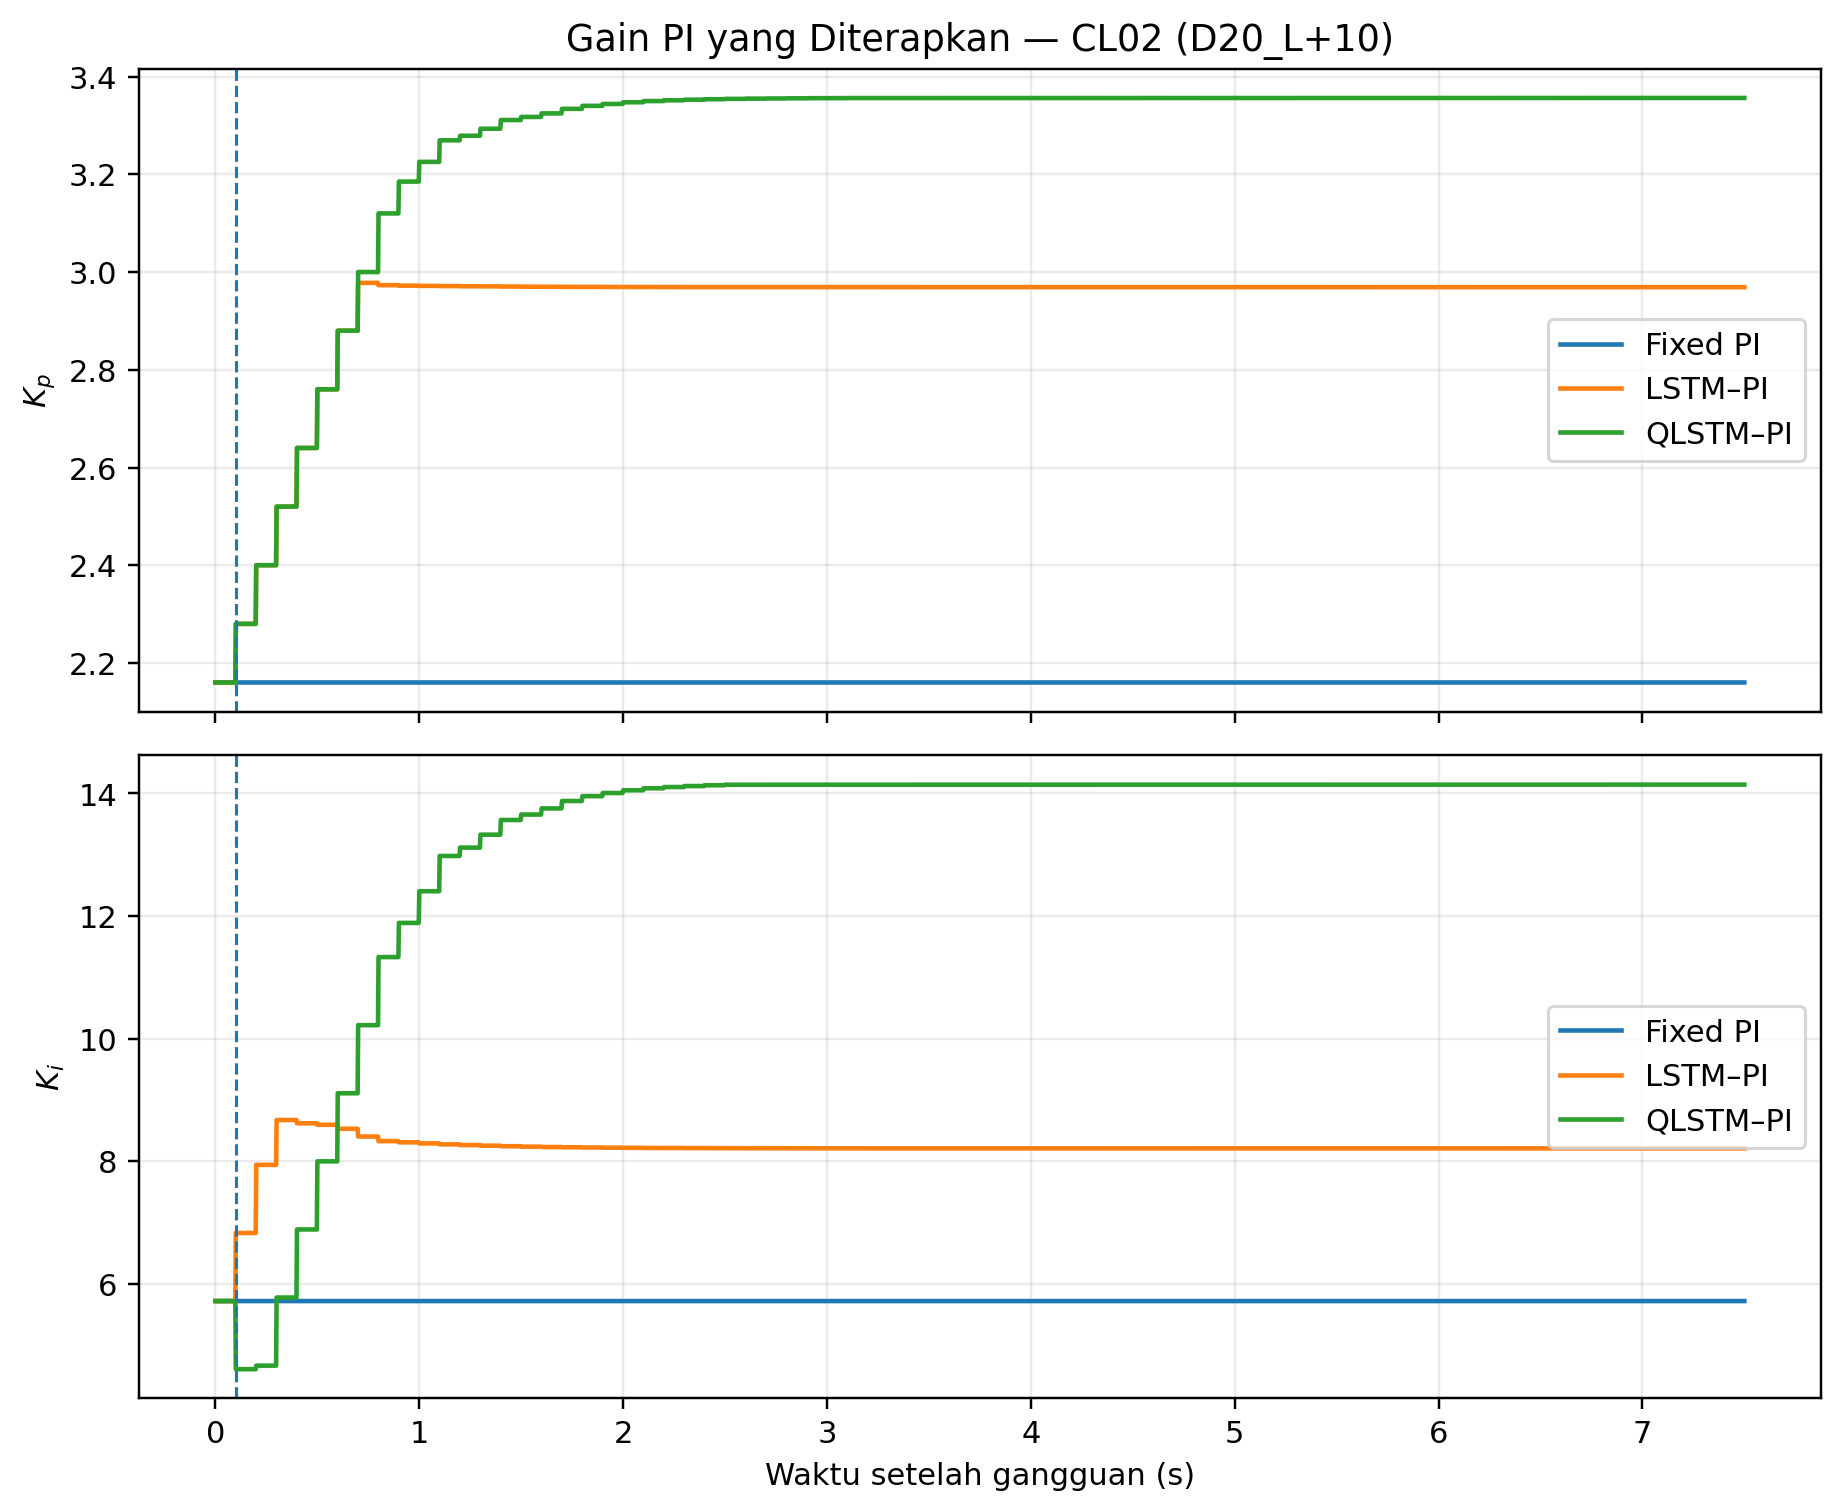 Gain PI yang Diterapkan — CL02 (D20_L+10)
3.4
3.2
3.0
2.8
2.6
2.4
2.2
Kp
Fixed PI
LSTM–PI
QLSTM–PI
14
12
10
8
6
Ki
Fixed PI
LSTM–PI
QLSTM–PI
0 1 2 3 4 5 6 7
Waktu setelah gangguan (s)